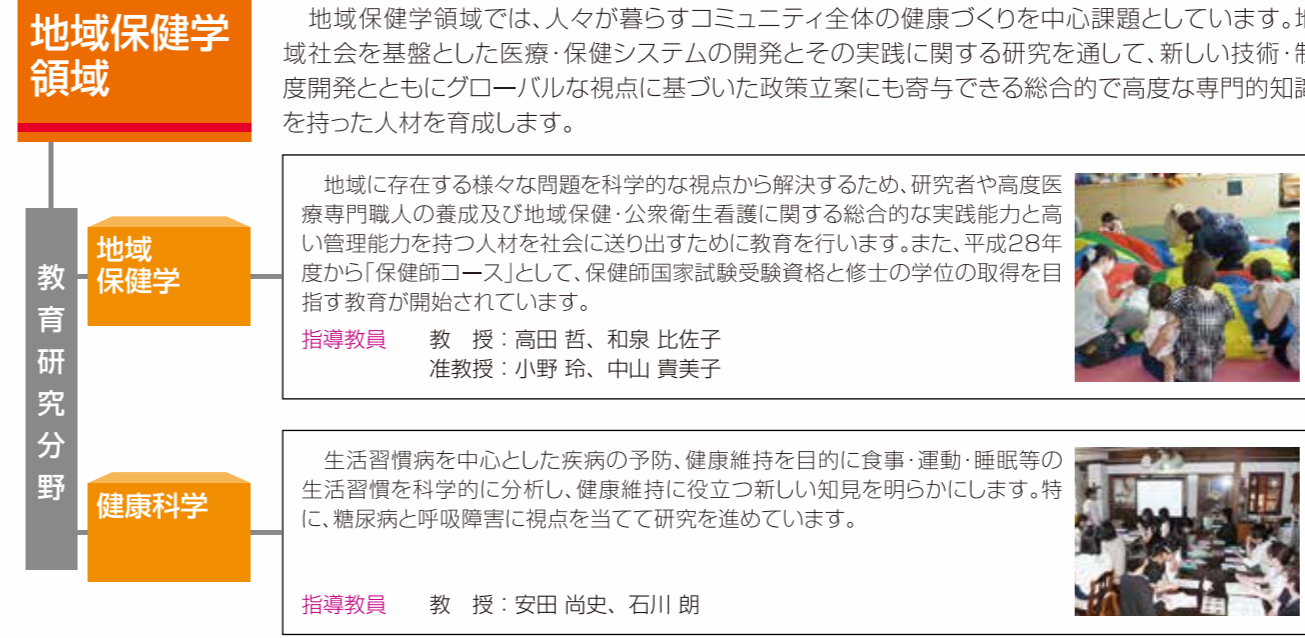 地域保健学
領域
地域保健学領域では、人々が暮らすコミュニティ全体の健康づくりを中心課題としています。
域社会を基盤とした医療・保健システムの開発とその実践に関する研究を通して、新しい技術・
度開発とともにグローバルな視点に基づいた政策立案にも寄与できる総合的で高度な専門的知
を持った人材を育成します。
教育研究分野
地域
保健学
地域に存在する様々な問題を科学的な視点から解決するため、研究者や高度医
療専門職人の養成及び地域保健・公衆衛生看護に関する総合的な実践能力と高
い管理能力を持つ人材を社会に送り出すために教育を行います。また、平成28年
度から「保健師コース」として、保健師国家試験受験資格と修士の学位の取得を目
指す教育が開始されています。
指導教員 教 授：高田 哲、和泉 比佐子
准教授：小野 玲、中山 貴美子
健康科学
生活習慣病を中心とした疾病の予防、健康維持を目的に食事・運動・睡眠等の
生活習慣を科学的に分析し、健康維持に役立つ新しい知見を明らかにします。特
に、糖尿病と呼吸障害に視点を当てて研究を進めています。
指導教員 教 授：安田 尚史、石川 朗